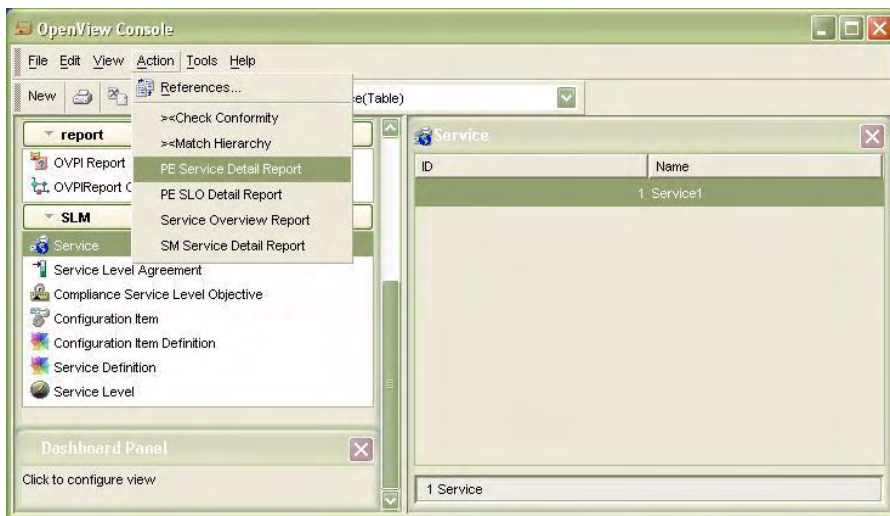 OpenView Console
File Edit View Action Tools Help
New
ce(Table)
References...
><Check Conformity
><Match Hierarchy
PE Service Detail Report
PE SLO Detail Report
Service Overview Report
SM Service Detail Report
report
OVPI Report
OVPIReport
SLM
Service
Service Level Agreement
Compliance Service Level Objective
Configuration Item
Configuration Item Definition
Service Definition
Service Level
Dashboard Panel
Click to configure view
Service
ID Name
1 Service1
1 Service